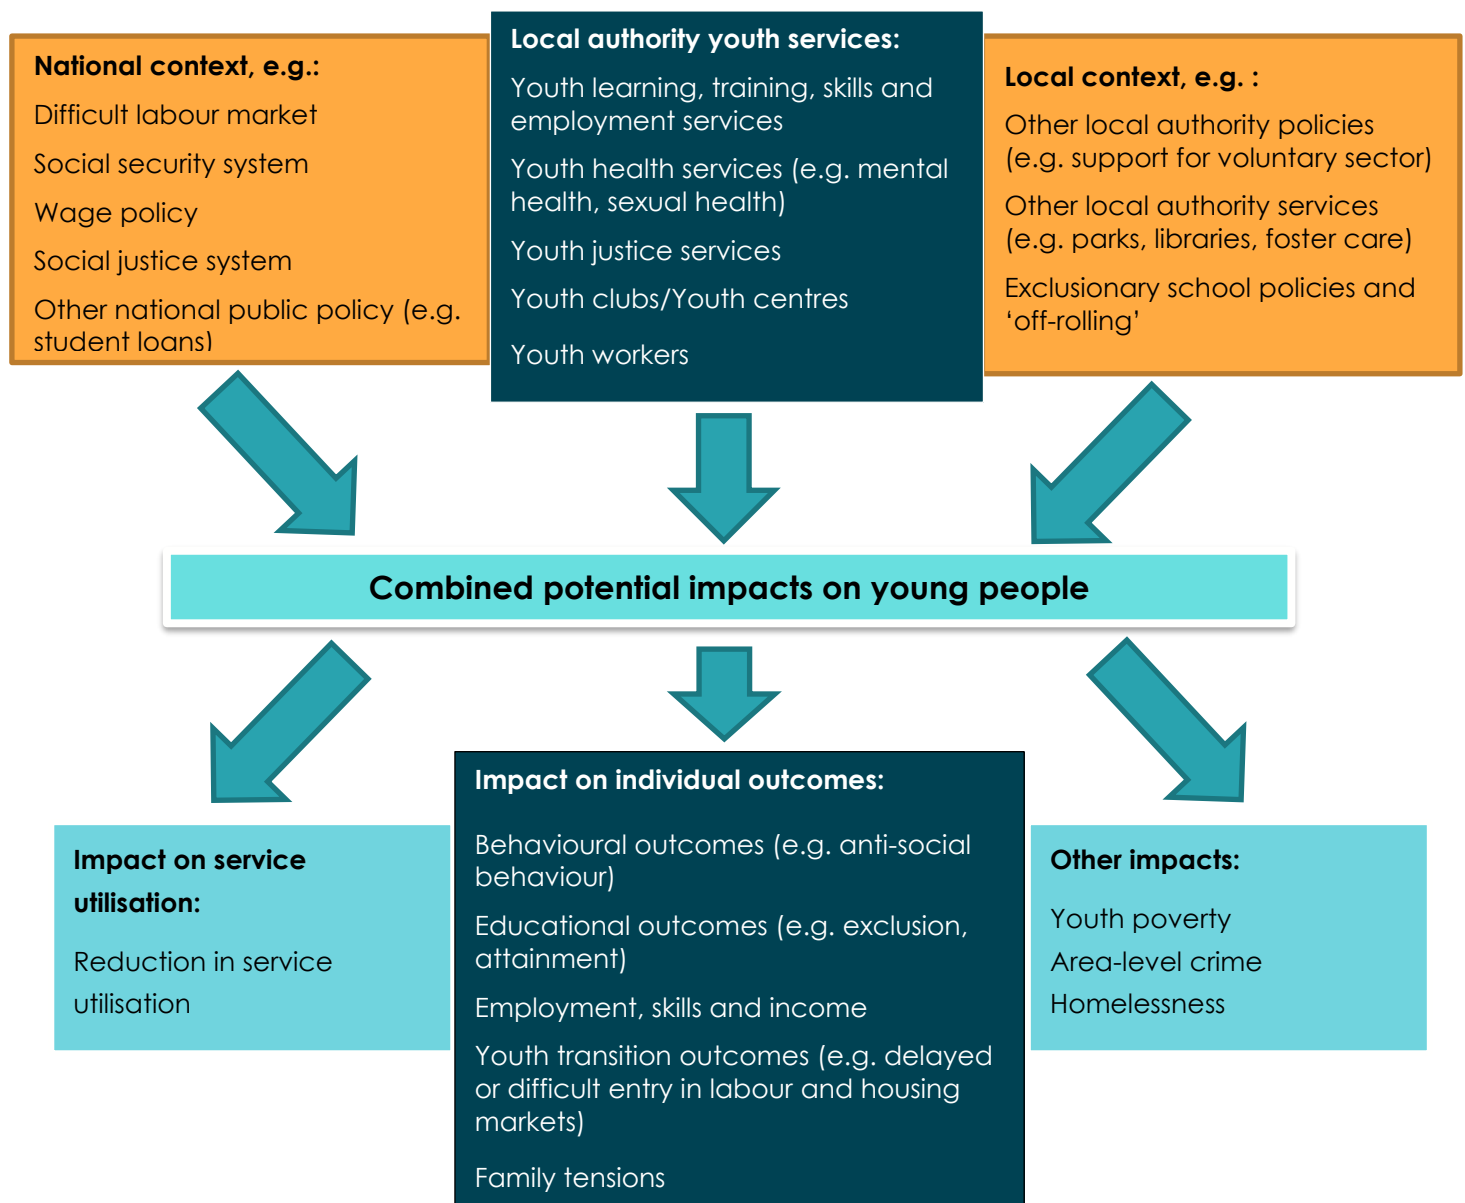 National context, e.g.:
Difficult labour market
Social security system
Wage policy
Social justice system
Other national public policy (e.g.
student loans)
Local authority youth services:
Youth learning, training, skills and
employment services
Youth health services (e.g. mental
health, sexual health)
Youth justice services
Youth clubs/Youth centres
Youth workers
Local context, e.g. :
Other local authority policies
(e.g. support for voluntary sector)
Other local authority services
(e.g. parks, libraries, foster care)
Exclusionary school policies and
‘off-rolling’
Combined potential impacts on young people
Impact on service
utilisation:
Reduction in service
utilisation
Impact on individual outcomes:
Behavioural outcomes (e.g. anti-social
behaviour)
Educational outcomes (e.g. exclusion,
attainment)
Employment, skills and income
Youth transition outcomes (e.g. delayed
or difficult entry in labour and housing
markets)
Family tensions
Other impacts:
Youth poverty
Area-level crime
Homelessness